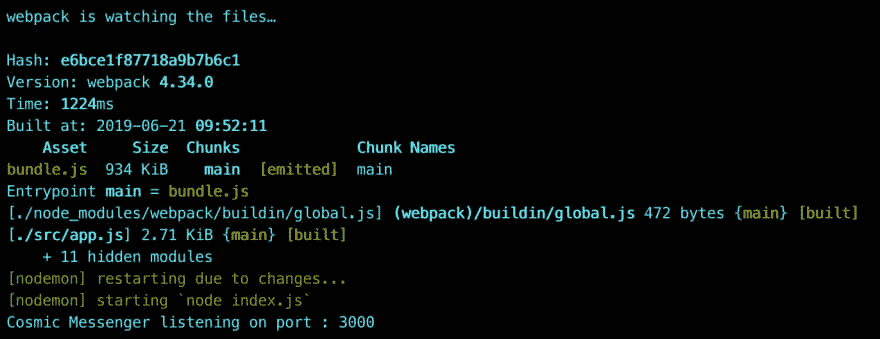 webpack is watching the files…
Hash: e6bce1f87718a9b7b6c1
Version: webpack 4.34.0
Time: 1224ms
Built at: 2019-06-21 09:52:11
Asset Size Chunks Chunk Names
bundle.js 934 KiB main [emitted] main
Entrypoint main = bundle.js
[./node_modules/webpack/buildin/global.js] (webpack)/buildin/global.js 472 bytes {main} [built]
[./src/app.js] 2.71 KiB {main} [built]
+ 11 hidden modules
[nodemon] restarting due to changes...
[nodemon] starting `node index.js`
Cosmic Messenger listening on port : 3000